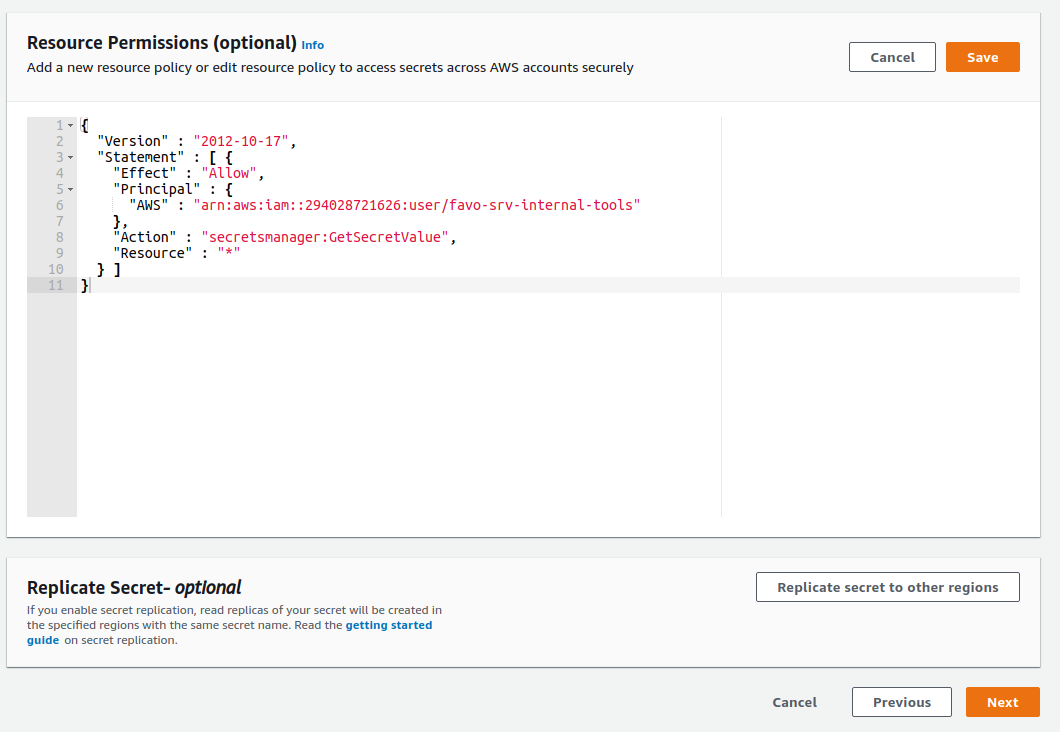 Resource Permissions (optional) Info
Add a new resource policy or edit resource policy to access secrets across AWS accounts securely
Cancel
Save
1 {
2 "Version" : "2012-10-17",
3 "Statement" : [ {
4 "Effect" : "Allow",
5 "Principal" : {
6 "AWS" : "arn:aws:iam::294028721626:user/favo-srv-internal-tools"
7 },
8 "Action" : "secretsmanager:GetSecretValue",
9 "Resource" : "*"
10 } ]
11 }
Replicate Secret- optional
If you enable secret replication, read replicas of your secret will be created in
the specified regions with the same secret name. Read the getting started
guide on secret replication.
Replicate secret to other regions
Cancel
Previous
Next